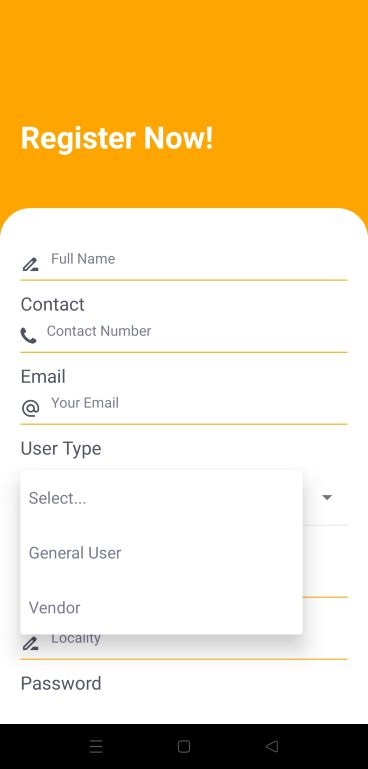 Register Now!
Full Name
Contact
Contact Number
Email
@ Your Email
User Type
Select...
General User
Vendor
Locality
Password